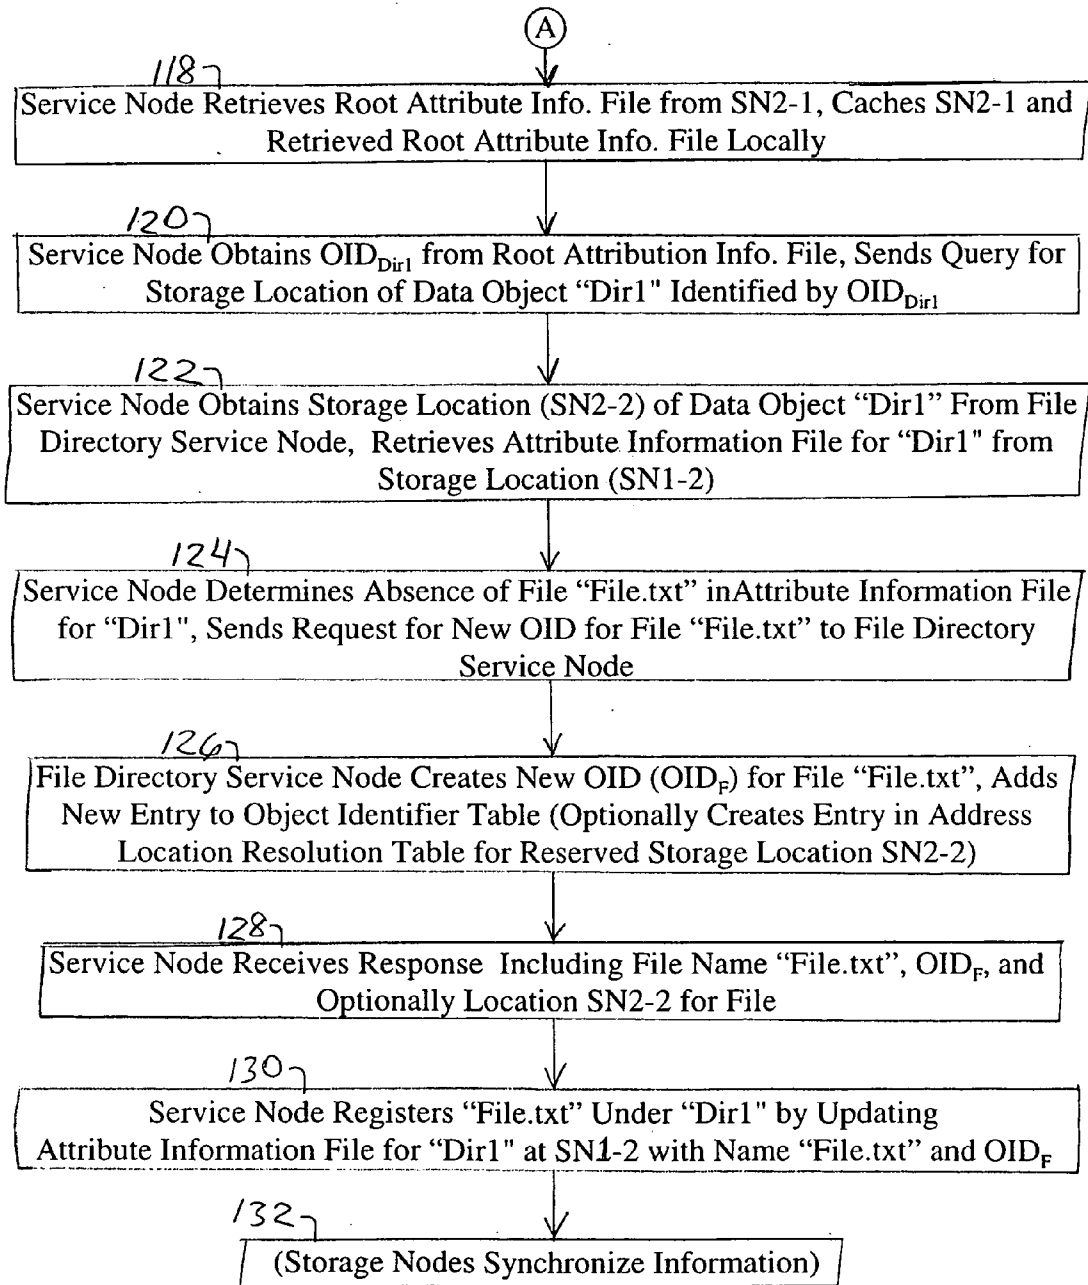 A
118
Service Node Retrieves Root Attribute Info. File from SN2-1, Caches SN2-1 and
Retrieved Root Attribute Info. File Locally
120
Service Node Obtains OID_Dir1 from Root Attribution Info. File, Sends Query for
Storage Location of Data Object “Dir1" Identified by OID_Dir1
122
Service Node Obtains Storage Location (SN2-2) of Data Object “Dir1” From File
Directory Service Node, Retrieves Attribute Information File for “Dir1" from
Storage Location (SN1-2)
124
Service Node Determines Absence of File “File.txt” inAttribute Information File
for “Dir1", Sends Request for New OID for File “File.txt” to File Directory
Service Node
126
File Directory Service Node Creates New OID (OID_F) for File “File.txt”, Adds
New Entry to Object Identifier Table (Optionally Creates Entry in Address
Location Resolution Table for Reserved Storage Location SN2-2)
128
Service Node Receives Response Including File Name “File.txt”, OID_F, and
Optionally Location SN2-2 for File
130
Service Node Registers “File.txt” Under “Dir1" by Updating
Attribute Information File for “Dir1" at SN1-2 with Name “File.txt” and OID_F
132
(Storage Nodes Synchronize Information)